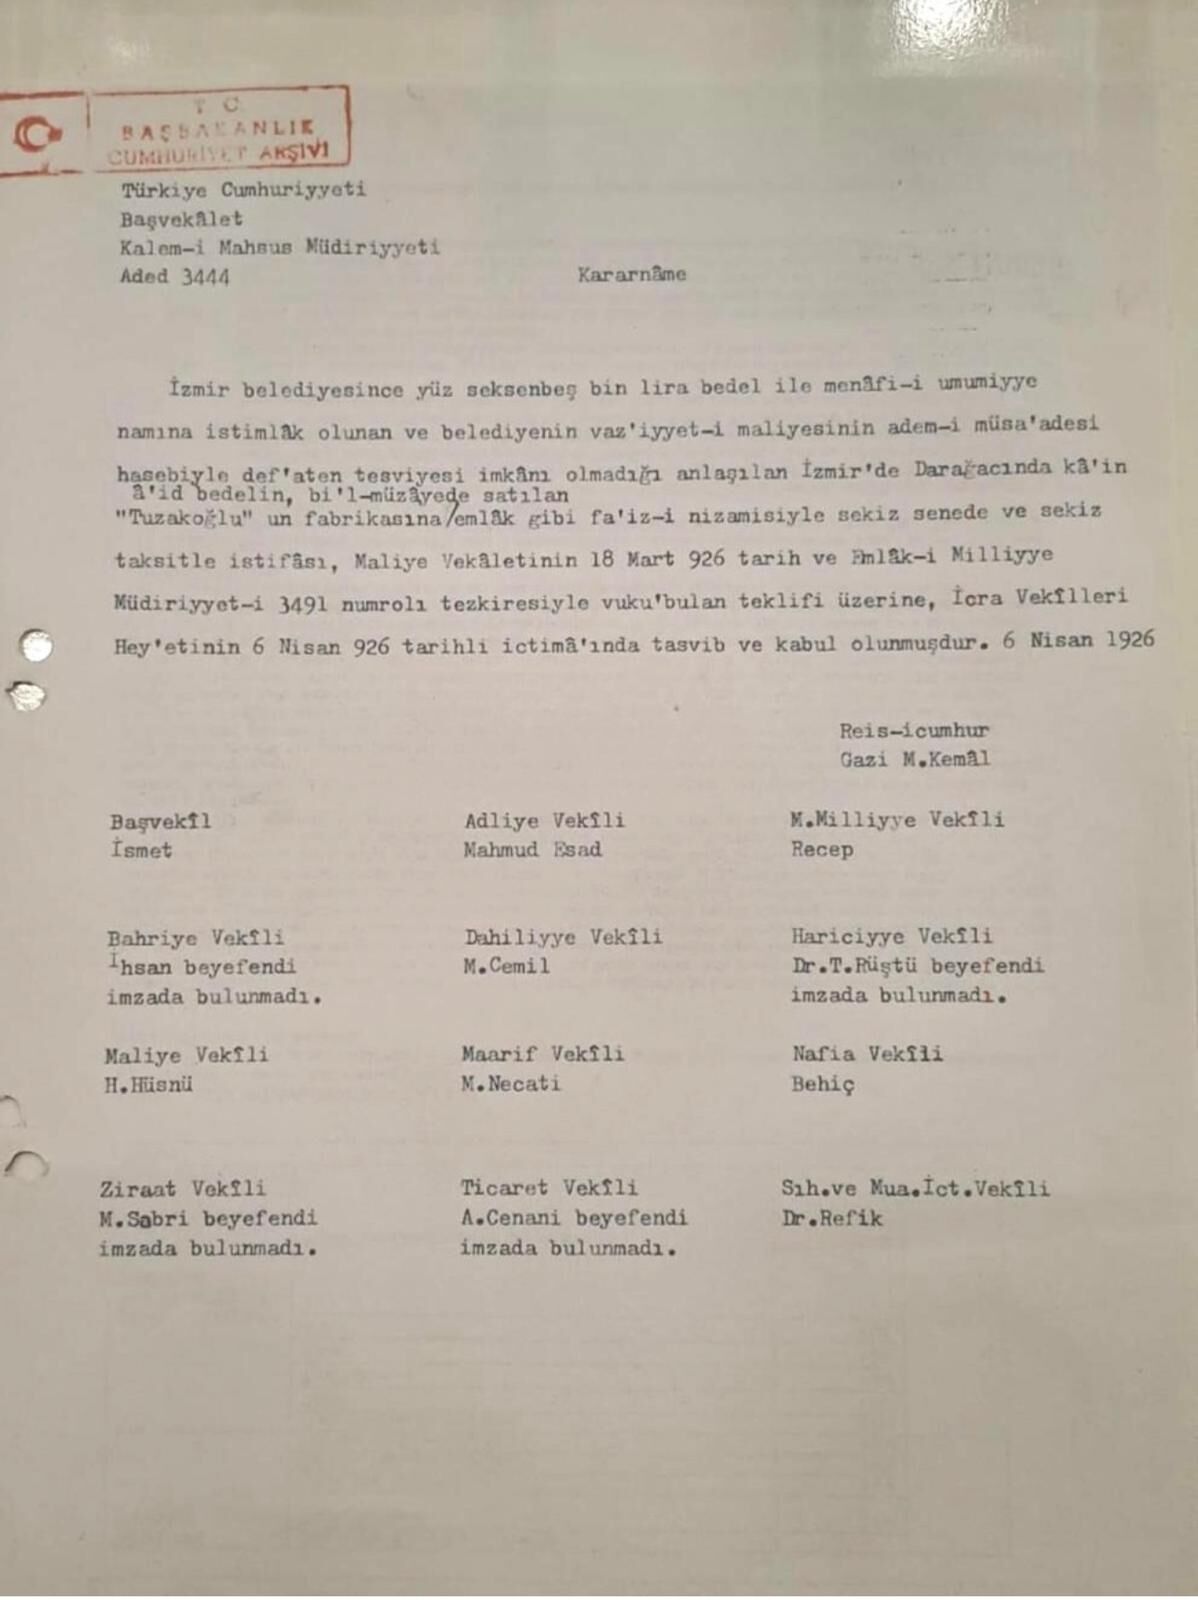 T C
BAŞBAKANLIK
CUMHURİYET ARŞİVİ
Türkiye Cumhuriyyeti
Başvekâlet
Kalem-i Mahsus Müdiriyyeti
Aded 3444
Kararnâme
İzmir belediyesince yüz seksenbeş bin lira bedel ile menâfi-i umumiyye
namına istimlâk olunan ve belediyenin vaz'iyyet-i maliyesinin adem-i müsa'adesi
hasebiyle def'aten tesviyesi imkânı olmadığı anlaşılan İzmir'de Darağacında kâ'in
â'id bedelin, bi'l-müzâyede satılan
"Tuzakoğlu" un fabrikasına/emlâk gibi fa'iz-i nizamisiyle sekiz senede ve sekiz
taksitle istifâsı, Maliye Vekâletinin 18 Mart 926 tarih ve Emlâk-i Milliyye
Müdiriyyet-i 3491 numrolı tezkiresiyle vuku'bulan teklifi üzerine, İcra Vekîlleri
Hey'etinin 6 Nisan 926 tarihli ictimâ'ında tasvib ve kabul olunmuşdur. 6 Nisan 1926
Reis-icumhur
Gazi M.Kemâl
Başvekîl
İsmet
Adliye Vekîli
Mahmud Esad
M.Milliyye Vekîli
Recep
Bahriye Vekîli
İhsan beyefendi
imzada bulunmadı.
Dahiliyye Vekîli
M.Cemil
Hariciyye Vekîli
Dr.T.Rüştü beyefendi
imzada bulunmadı.
Maliye Vekîli
H.Hüsnü
Maarif Vekîli
M.Necati
Nafia Vekîli
Behiç
Ziraat Vekîli
M.Sabri beyefendi
imzada bulunmadı.
Ticaret Vekîli
A.Cenani beyefendi
imzada bulunmadı.
Sıh.ve Mua.İct.Vekîli
Dr.Refik